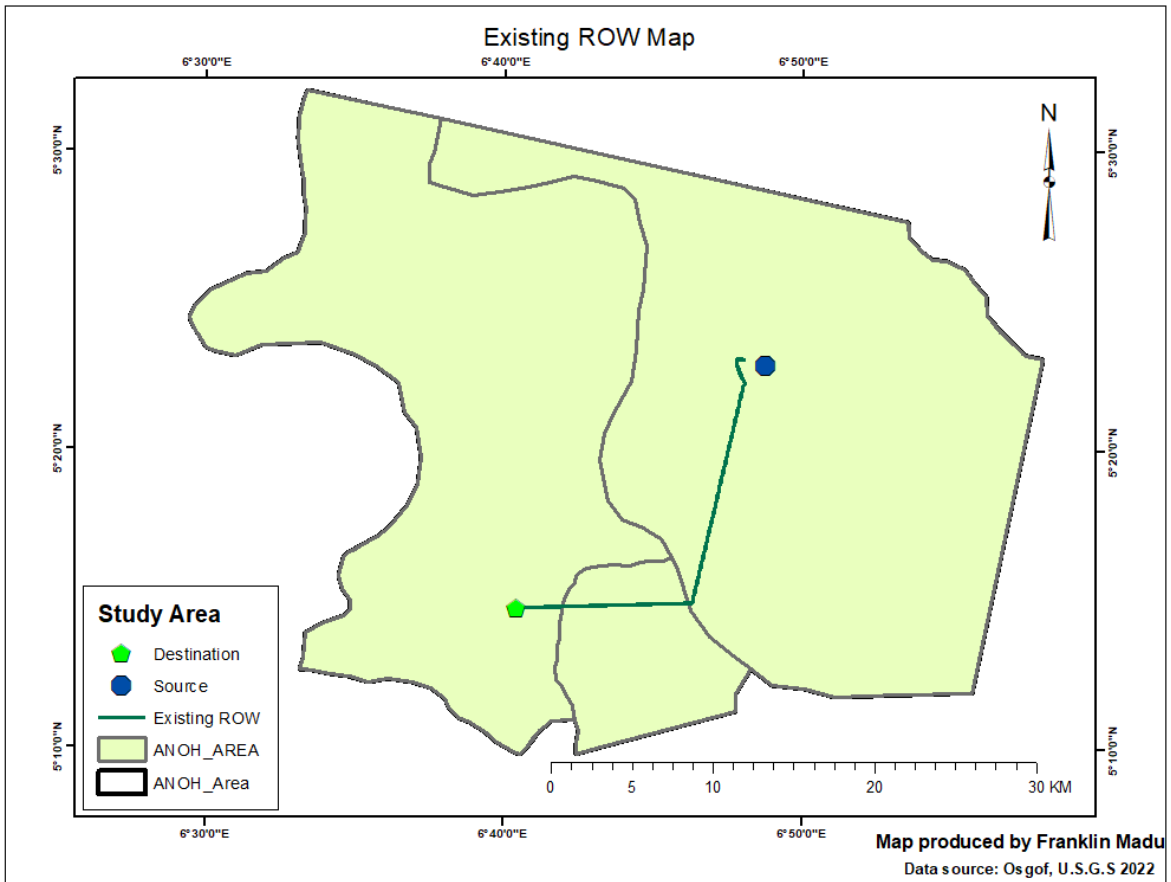 Existing ROW Map
6°30'0"E 6°40'0"E 6°50'0"E
N
5°30'0"N 5°30'0"N
5°20'0"N 5°20'0"N
5°10'0"N 5°10'0"N
Study Area
Destination
Source
Existing ROW
ANOH_AREA
ANOH_Area
0 5 10 20 30 KM
6°30'0"E 6°40'0"E 6°50'0"E
Map produced by Franklin Madu
Data source: Osgof, U.S.G.S 2022